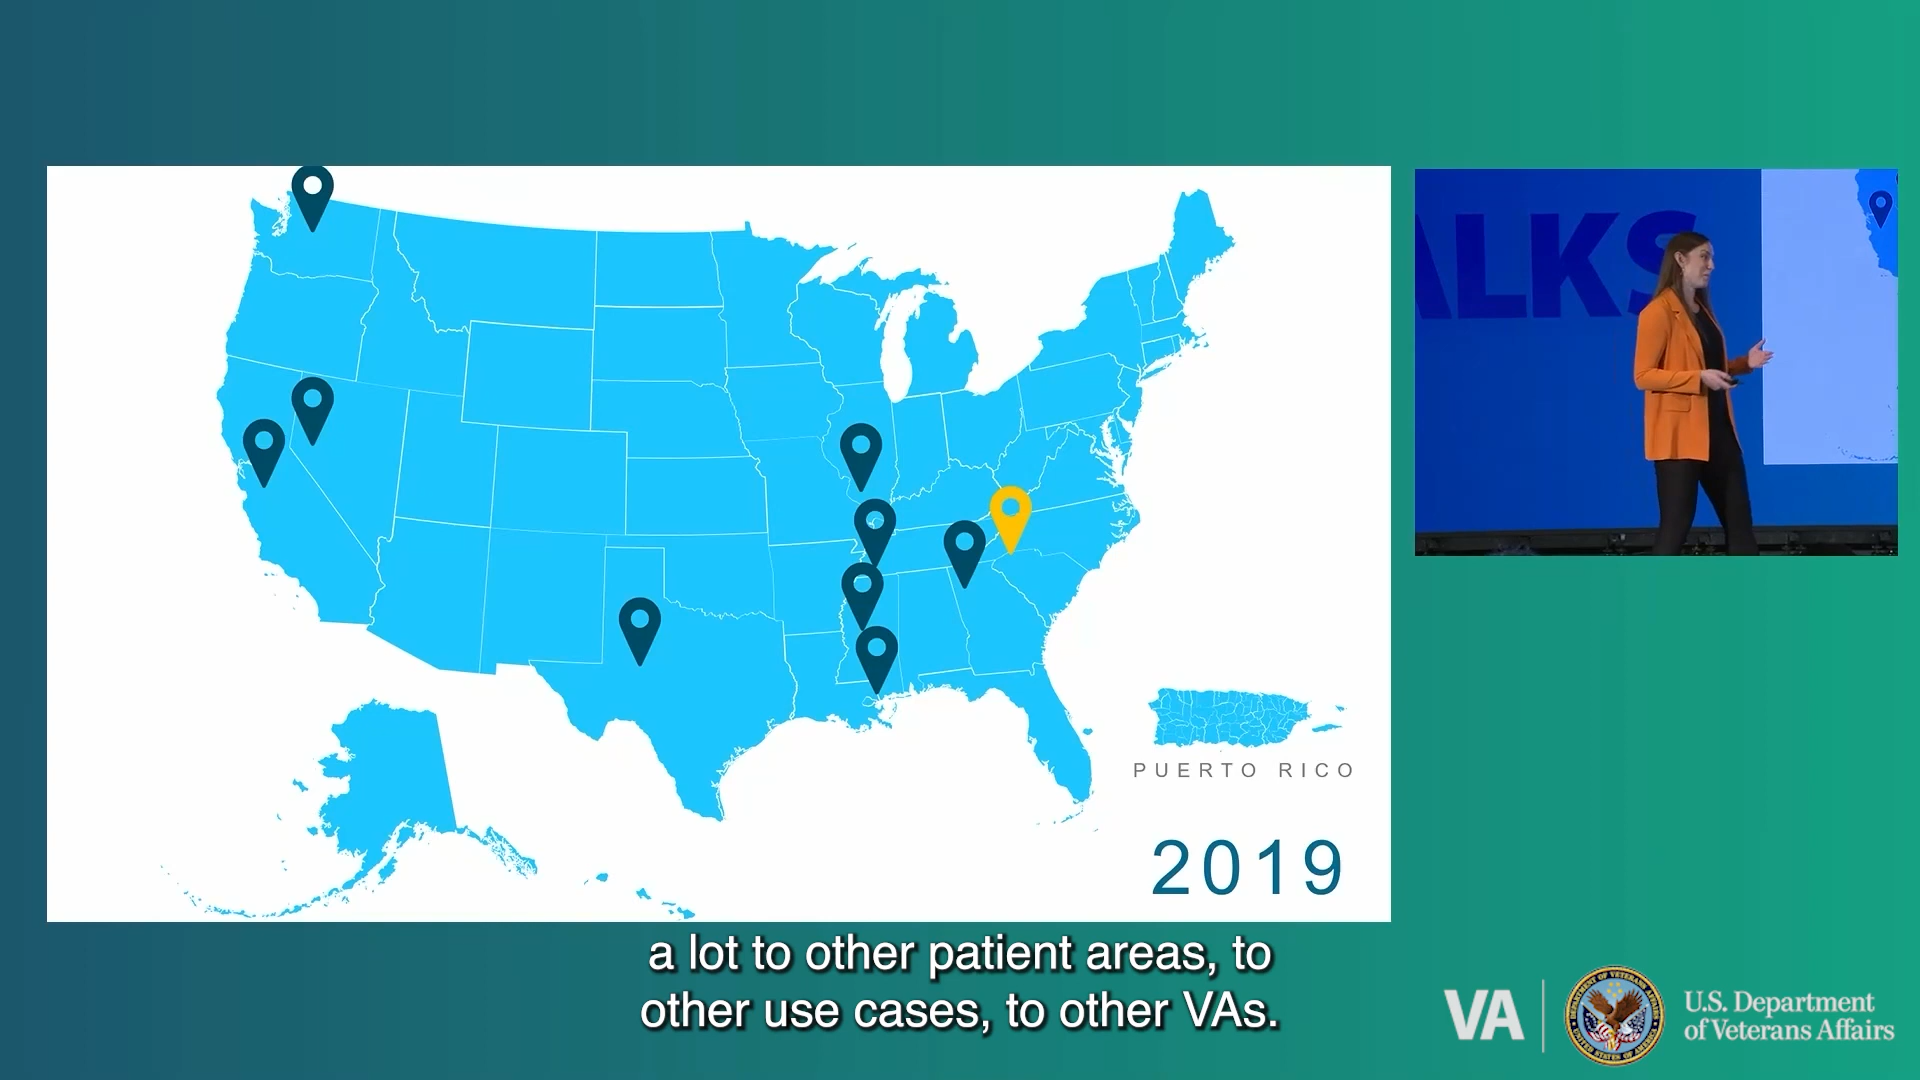 ALKS
PUERTO RICO
2019
a lot to other patient areas, to
other use cases, to other VAs.
VA
U.S. Department
of Veterans Affairs